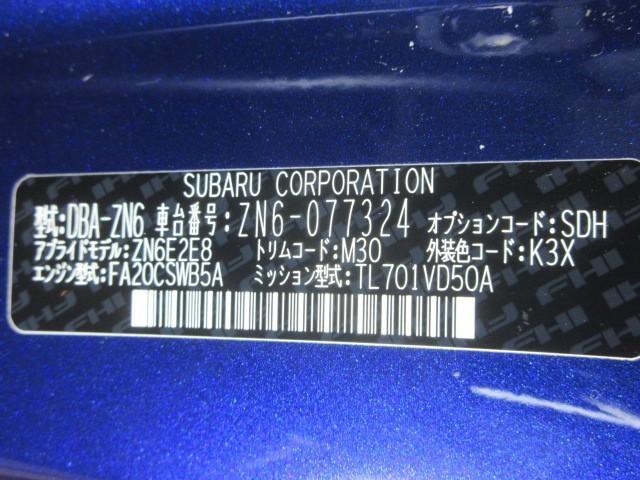 SUBARU CORPORATION
型式:DBA-ZN6 車台番号:ZN6-077324 オプションコード:SDH
アプライドモデル:ZN6E2E8 トリムコード:M30 外装色コード:K3X
エンジン型式:FA20CSWB5A ミッション型式:TL701VD50A